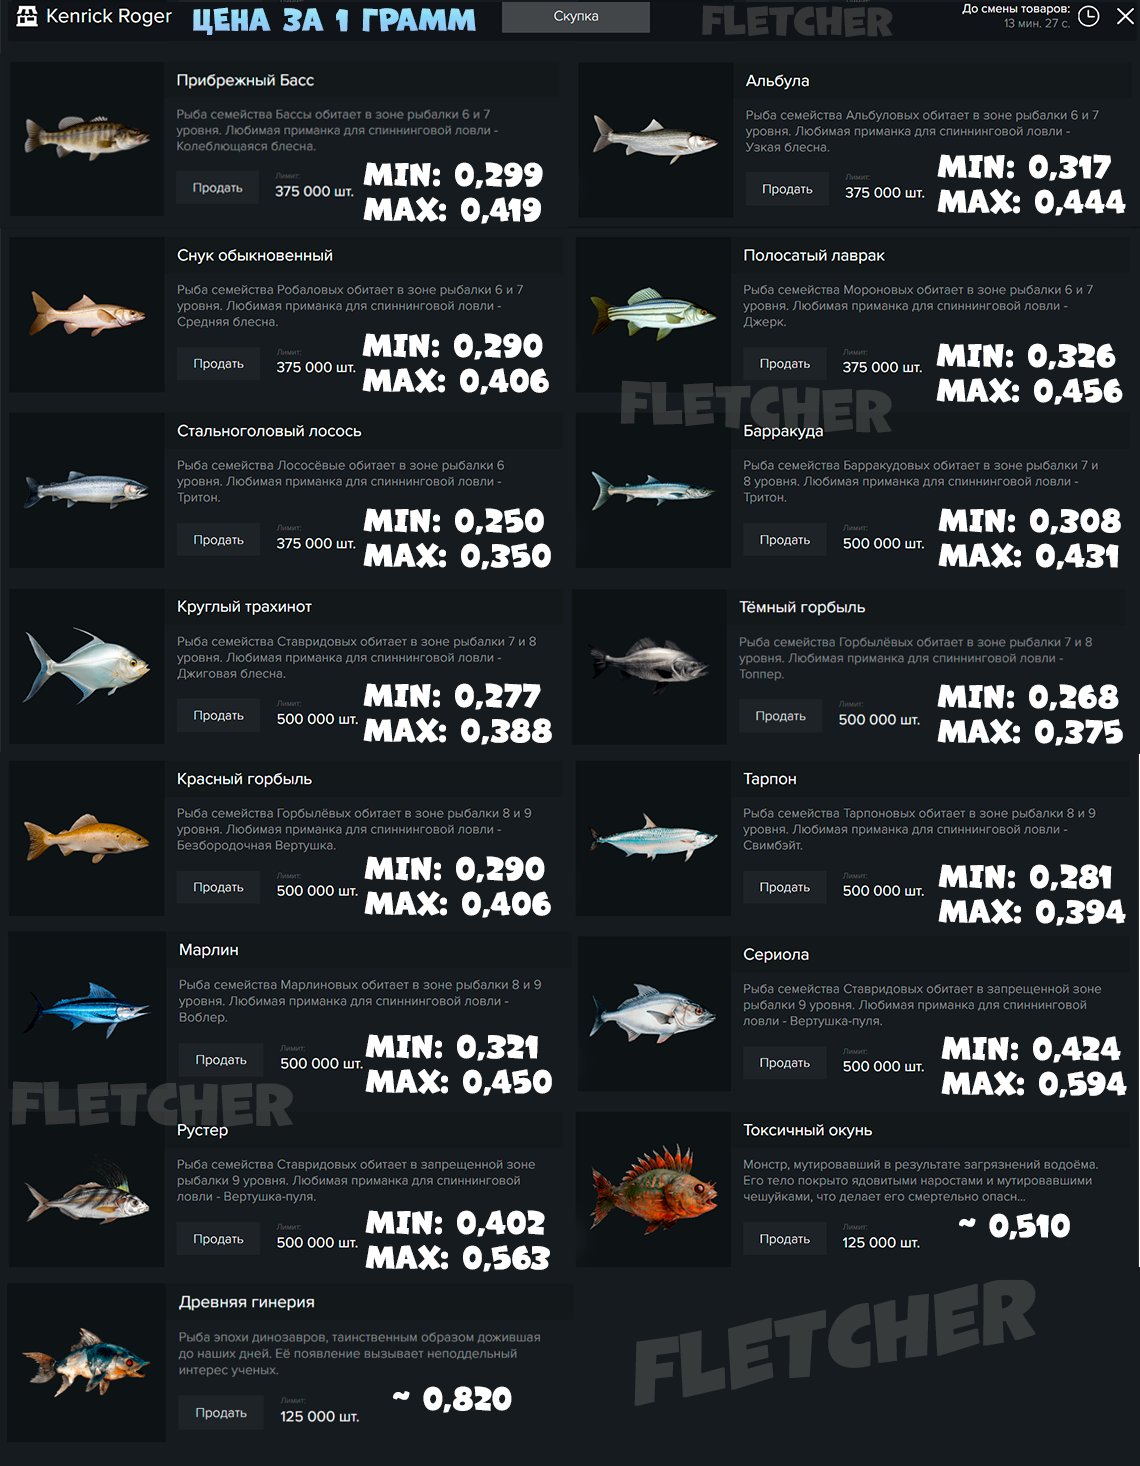 Kenrick Roger
ЦЕНА ЗА 1 ГРАММ
Скупка
FLETCHER
До смены товаров:
13 мин. 27 с.
Прибрежный Басс
Рыба семейства Бассы обитает в зоне рыбалки 6 и 7
уровня. Любимая приманка для спиннинговой ловли -
Колеблющаяся блесна.
Продать
Лимит:
375 000 шт.
MIN: 0,299
MAX: 0,419
Альбула
Рыба семейства Альбуловых обитает в зоне рыбалки 6 и 7
уровня. Любимая приманка для спиннинговой ловли -
Узкая блесна.
Продать
Лимит:
375 000 шт.
MIN: 0,317
MAX: 0,444
Снук обыкновенный
Рыба семейства Робаловых обитает в зоне рыбалки 6 и 7
уровня. Любимая приманка для спиннинговой ловли -
Средняя блесна.
Продать
Лимит:
375 000 шт.
MIN: 0,290
MAX: 0,406
Полосатый лаврак
Рыба семейства Мороновых обитает в зоне рыбалки 6 и 7
уровня. Любимая приманка для спиннинговой ловли -
Джерк.
Продать
Лимит:
375 000 шт.
MIN: 0,326
MAX: 0,456
FLETCHER
Стальноголовый лосось
Рыба семейства Лососёвые обитает в зоне рыбалки 6
уровня. Любимая приманка для спиннинговой ловли -
Тритон.
Продать
Лимит:
375 000 шт.
MIN: 0,250
MAX: 0,350
Барракуда
Рыба семейства Барракудовых обитает в зоне рыбалки 7 и
8 уровня. Любимая приманка для спиннинговой ловли -
Тритон.
Продать
Лимит:
500 000 шт.
MIN: 0,308
MAX: 0,431
Круглый трахинот
Рыба семейства Ставридовых обитает в зоне рыбалки 7 и 8
уровня. Любимая приманка для спиннинговой ловли -
Джиговая блесна.
Продать
Лимит:
500 000 шт.
MIN: 0,277
MAX: 0,388
Тёмный горбыль
Рыба семейства Горбылёвых обитает в зоне рыбалки 7 и 8
уровня. Любимая приманка для спиннинговой ловли -
Топпер.
Продать
Лимит:
500 000 шт.
MIN: 0,268
MAX: 0,375
Красный горбыль
Рыба семейства Горбылёвых обитает в зоне рыбалки 8 и 9
уровня. Любимая приманка для спиннинговой ловли -
Безбородочная Вертушка.
Продать
Лимит:
500 000 шт.
MIN: 0,290
MAX: 0,406
Тарпон
Рыба семейства Тарпоновых обитает в зоне рыбалки 8 и 9
уровня. Любимая приманка для спиннинговой ловли -
Свимбэйт.
Продать
Лимит:
500 000 шт.
MIN: 0,281
MAX: 0,394
Марлин
Рыба семейства Марлиновых обитает в зоне рыбалки 8 и 9
уровня. Любимая приманка для спиннинговой ловли -
Воблер.
Продать
Лимит:
500 000 шт.
MIN: 0,321
MAX: 0,450
Сериола
Рыба семейства Ставридовых обитает в запрещенной зоне
рыбалки 9 уровня. Любимая приманка для спиннинговой
ловли - Вертушка-пуля.
Продать
Лимит:
500 000 шт.
MIN: 0,424
MAX: 0,594
FLETCHER
Рустер
Рыба семейства Ставридовых обитает в запрещенной зоне
рыбалки 9 уровня. Любимая приманка для спиннинговой
ловли - Вертушка-пуля.
Продать
Лимит:
500 000 шт.
MIN: 0,402
MAX: 0,563
Токсичный окунь
Монстр, мутировавший в результате загрязнений водоёма.
Его тело покрыто ядовитыми наростами и мутировавшими
чешуйками, что делает его смертельно опасн...
Продать
Лимит:
125 000 шт.
~ 0,510
Древняя гинерия
Рыба эпохи динозавров, таинственным образом дожившая
до наших дней. Её появление вызывает неподдельный
интерес ученых.
Продать
Лимит:
125 000 шт.
~ 0,820
FLETCHER